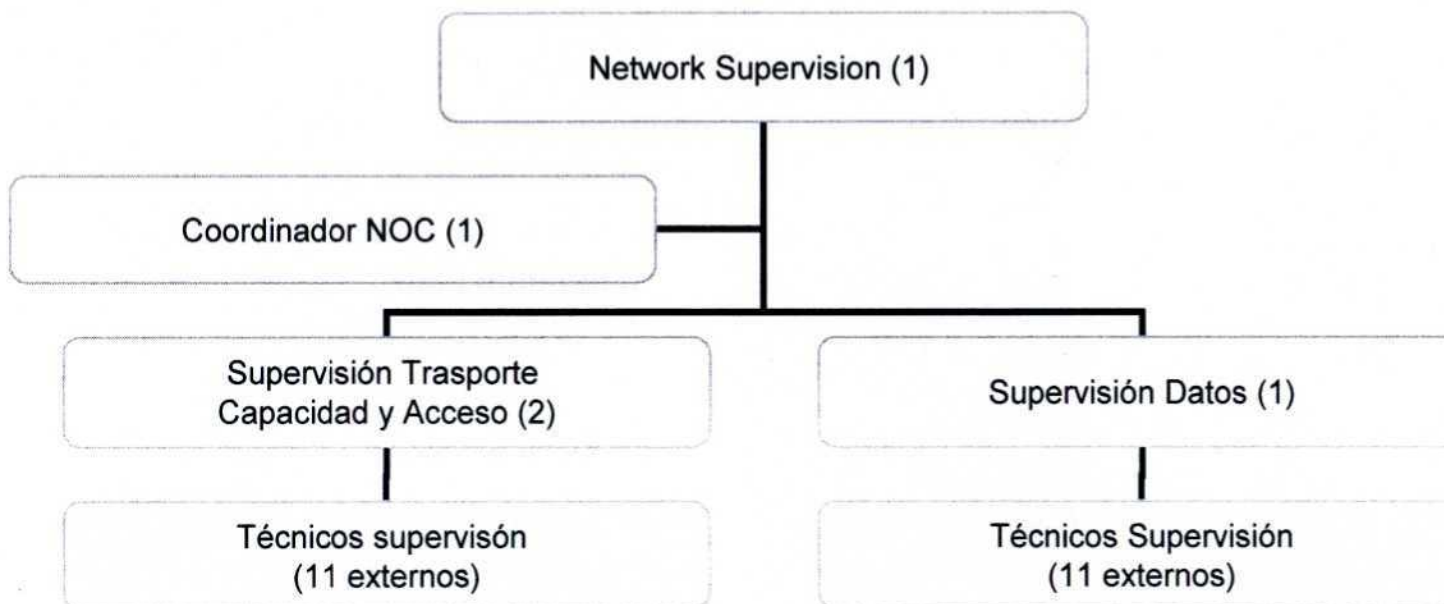 Network Supervision (1)
Coordinador NOC (1)
Supervisión Trasporte
Capacidad y Acceso (2)
Supervisión Datos (1)
Técnicos supervisón
(11 externos)
Técnicos Supervisión
(11 externos)